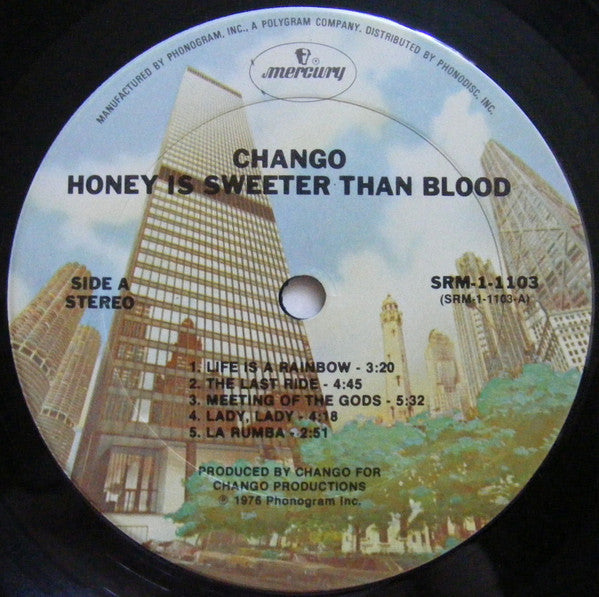 MANUFACTURED BY PHONOGRAM, INC., A POLYGRAM COMPANY. DISTRIBUTED BY PHONODISC, INC.
mercury ®
CHANGO
HONEY IS SWEETER THAN BLOOD
SIDE A
STEREO
SRM-1-1103
(SRM-1-1103-A)
1. LIFE IS A RAINBOW - 3:20
2. THE LAST RIDE - 4:45
3. MEETING OF THE GODS - 5:32
4. LADY, LADY - 4:18
5. LA RUMBA - 2:51
PRODUCED BY CHANGO FOR
CHANGO PRODUCTIONS
℗ 1976 Phonogram Inc.